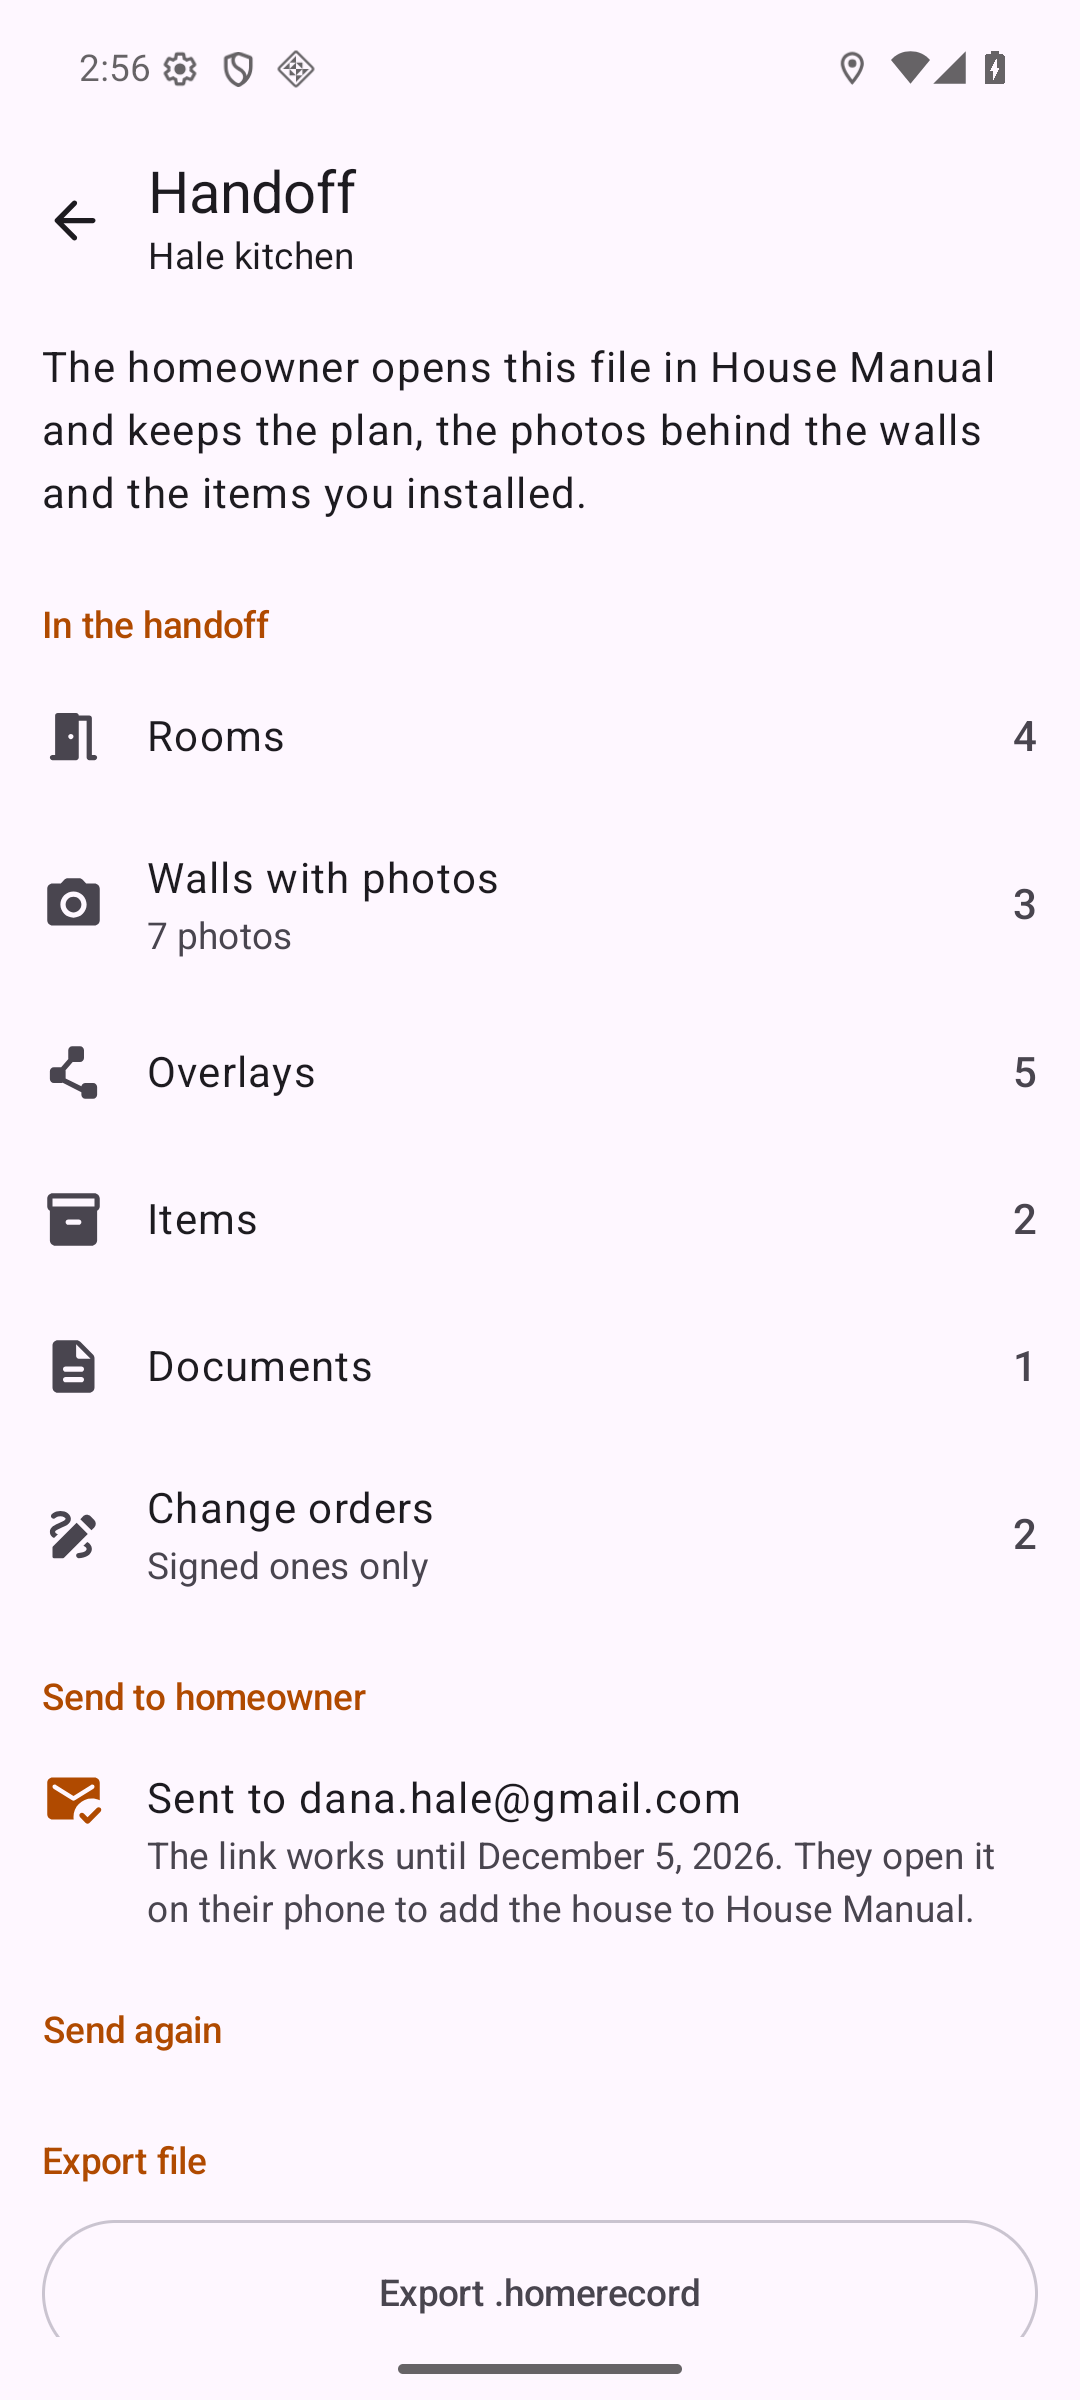 2:56
Handoff
Hale kitchen
The homeowner opens this file in House Manual
and keeps the plan, the photos behind the walls
and the items you installed.
In the handoff
Rooms 4
Walls with photos
7 photos
3
Overlays 5
Items 2
Documents 1
Change orders
Signed ones only
2
Send to homeowner
Sent to dana.hale@gmail.com
The link works until December 5, 2026. They open it
on their phone to add the house to House Manual.
Send again
Export file
Export .homerecord